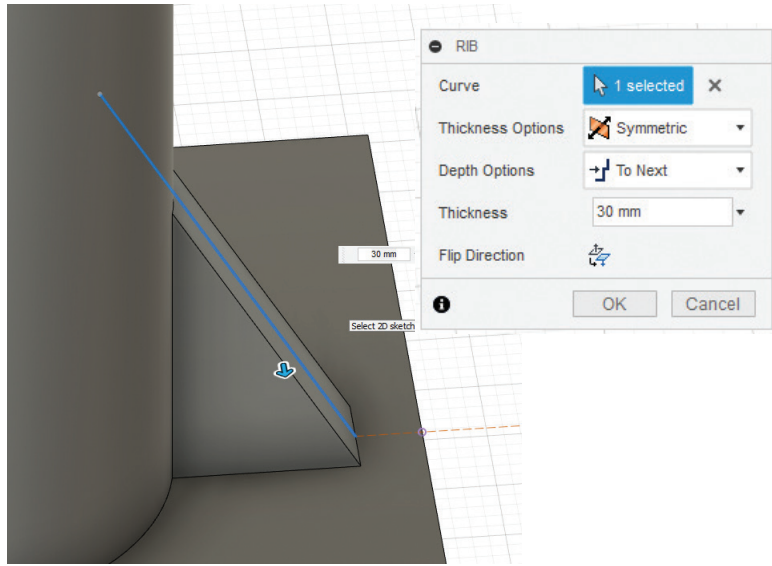 RIB
Curve 1 selected
Thickness Options Symmetric
Depth Options To Next
Thickness 30 mm
Flip Direction
OK Cancel
30 mm
Select 2D sketch